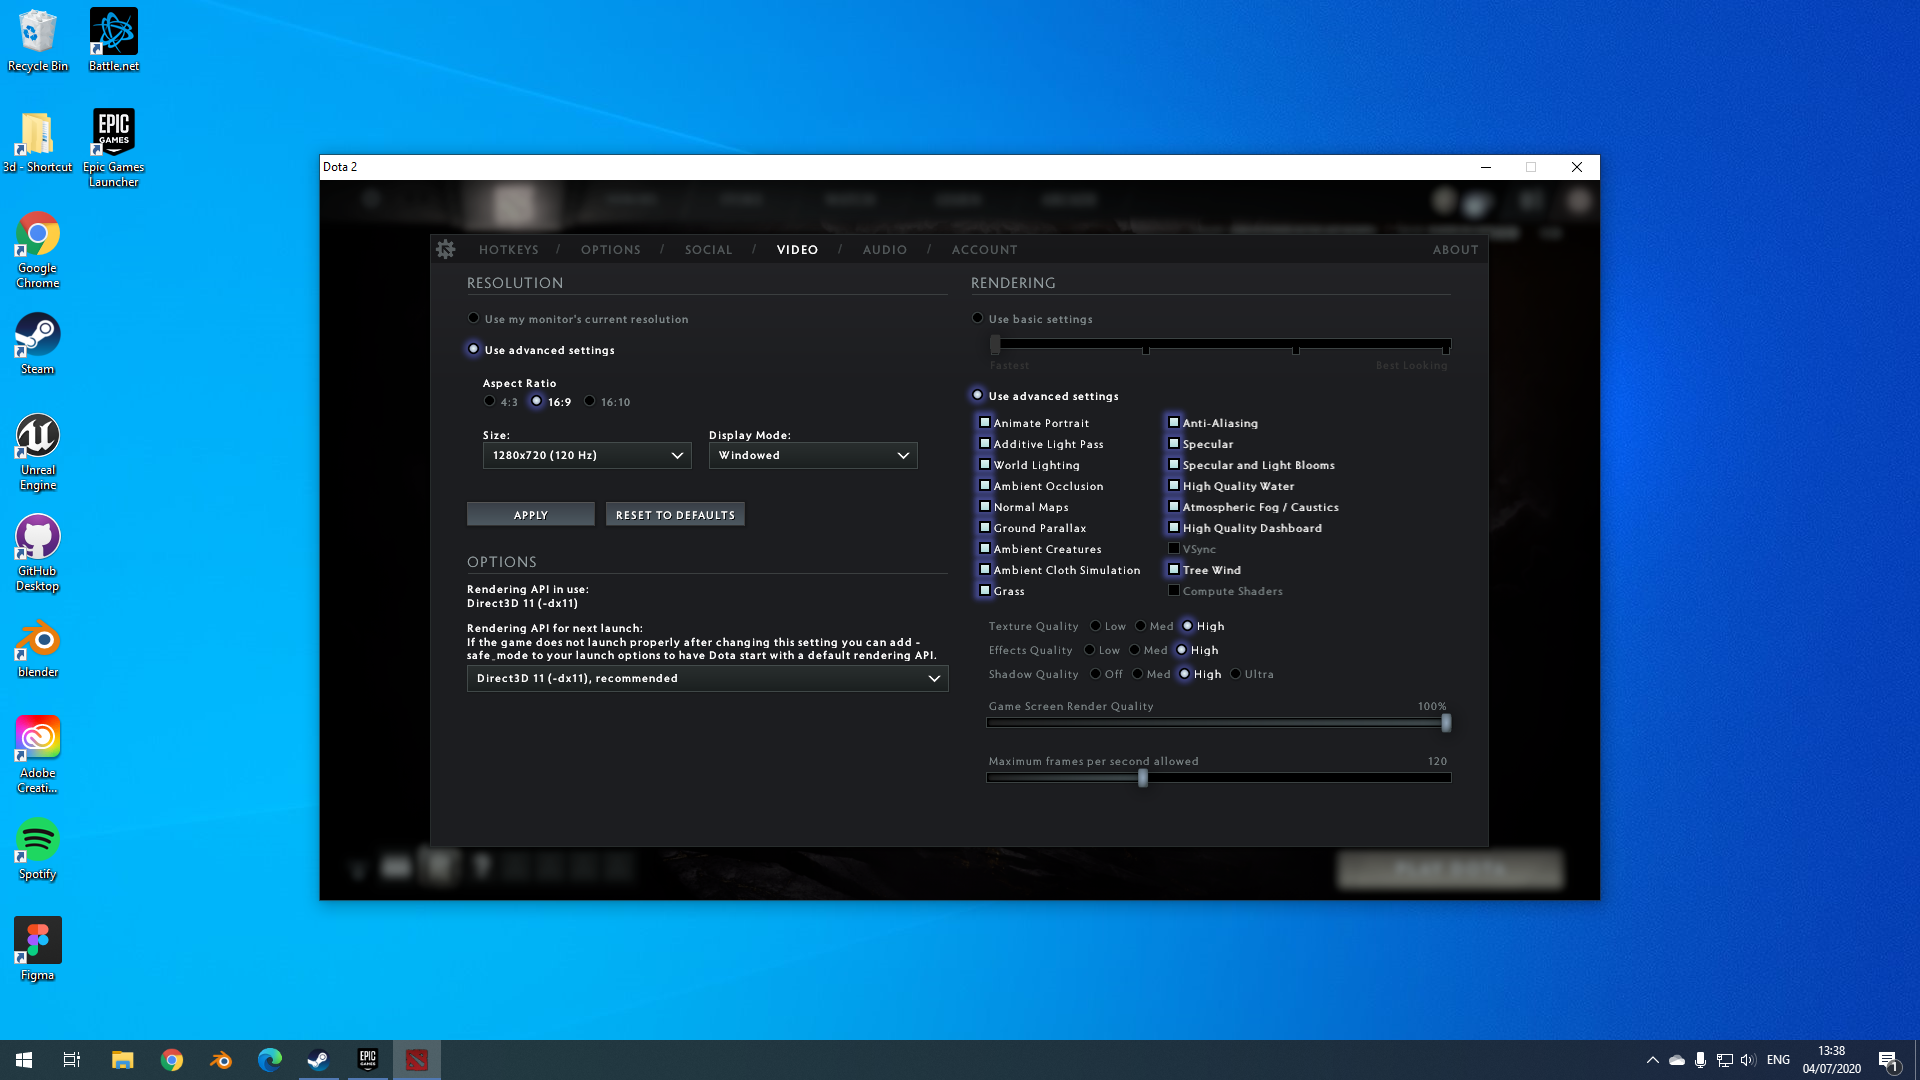 Recycle Bin
Battle.net
3d - Shortcut
EPIC
GAMES
Epic Games
Launcher
Google
Chrome
Steam
Unreal
Engine
GitHub
Desktop
blender
Adobe
Creati...
Spotify
Figma
Dota 2
HOTKEYS / OPTIONS / SOCIAL / VIDEO / AUDIO / ACCOUNT
ABOUT
RESOLUTION
Use my monitor's current resolution
Use advanced settings
Aspect Ratio
4:3 16:9 16:10
Size:
Display Mode:
1280x720 (120 Hz)
Windowed
APPLY
RESET TO DEFAULTS
OPTIONS
Rendering API in use:
Direct3D 11 (-dx11)
Rendering API for next launch:
If the game does not launch properly after changing this setting you can add -
safe_mode to your launch options to have Dota start with a default rendering API.
Direct3D 11 (-dx11), recommended
RENDERING
Use basic settings
Fastest
Best Looking
Use advanced settings
Animate Portrait
Additive Light Pass
World Lighting
Ambient Occlusion
Normal Maps
Ground Parallax
Ambient Creatures
Ambient Cloth Simulation
Grass
Anti-Aliasing
Specular
Specular and Light Blooms
High Quality Water
Atmospheric Fog / Caustics
High Quality Dashboard
VSync
Tree Wind
Compute Shaders
Texture Quality Low Med High
Effects Quality Low Med High
Shadow Quality Off Med High Ultra
Game Screen Render Quality 100%
Maximum frames per second allowed 120
PLAY DOTA
EPIC
GAMES
ENG
13:38
04/07/2020
1